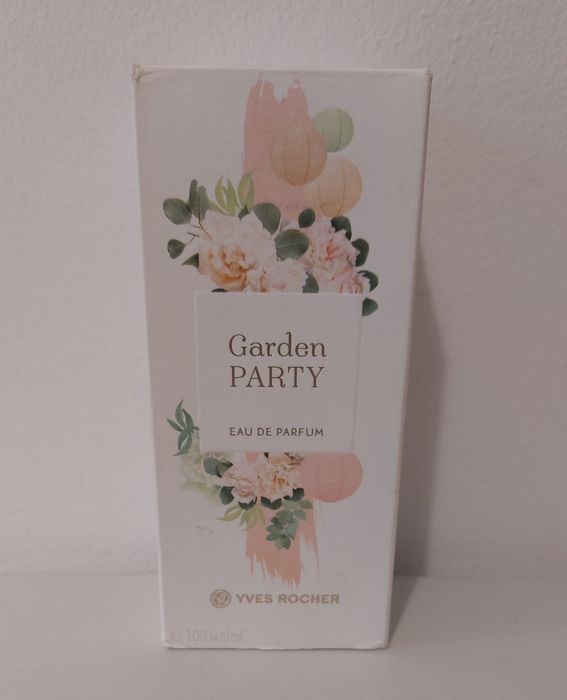 Garden
PARTY
EAU DE PARFUM
YVES ROCHER
℮ 100 мл/ml